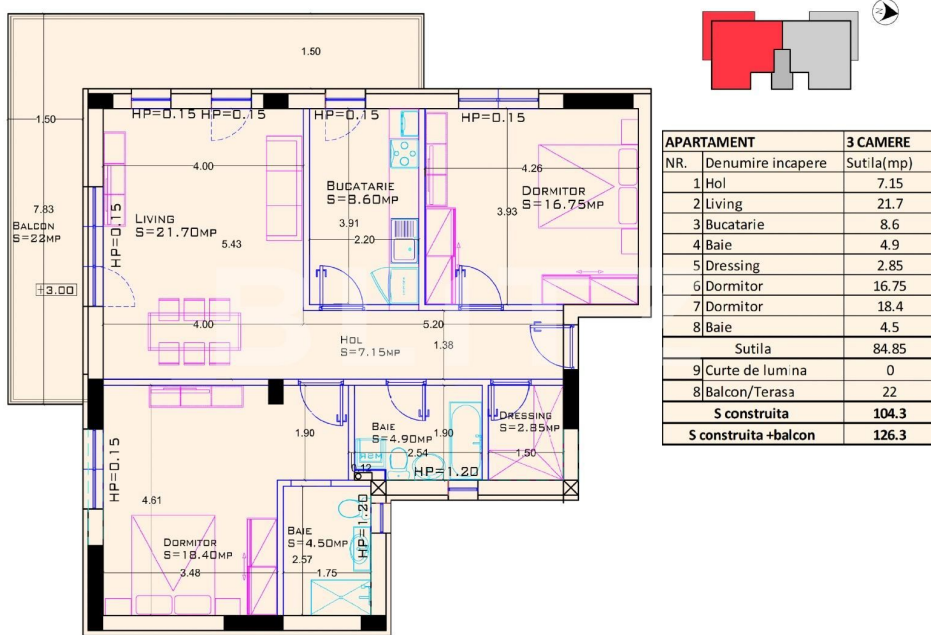 1.50
1.50
HP=0.15 HP=0.15 HP=0.15 HP=0.15
4.00
4.26
BUCATARIE
S=8.60MP
DORMITOR
S=16.75MP
7.83
BALCON
S=22MP
HP=0.15
LIVING
S=21.70MP
5.43
3.91
2.20
3.93
+3.00
4.00
5.20
HOL
S=7.15MP
1.38
BLITZ
1.90
BAIE
S=4.90MP
1.90
2.54
DRESSING
S=2.85MP
1.50
HP=0.15
0.12
HP=1.20
4.61
DORMITOR
S=18.40MP
3.48
BAIE
S=4.50MP
2.57
1.75
HP=1.20
N
APARTAMENT 3 CAMERE
NR. Denumire incapere Sutila(mp)
1 Hol 7.15
2 Living 21.7
3 Bucatarie 8.6
4 Baie 4.9
5 Dressing 2.85
6 Dormitor 16.75
7 Dormitor 18.4
8 Baie 4.5
Sutila 84.85
9 Curte de lumina 0
8 Balcon/Terasa 22
S construita 104.3
S construita +balcon 126.3